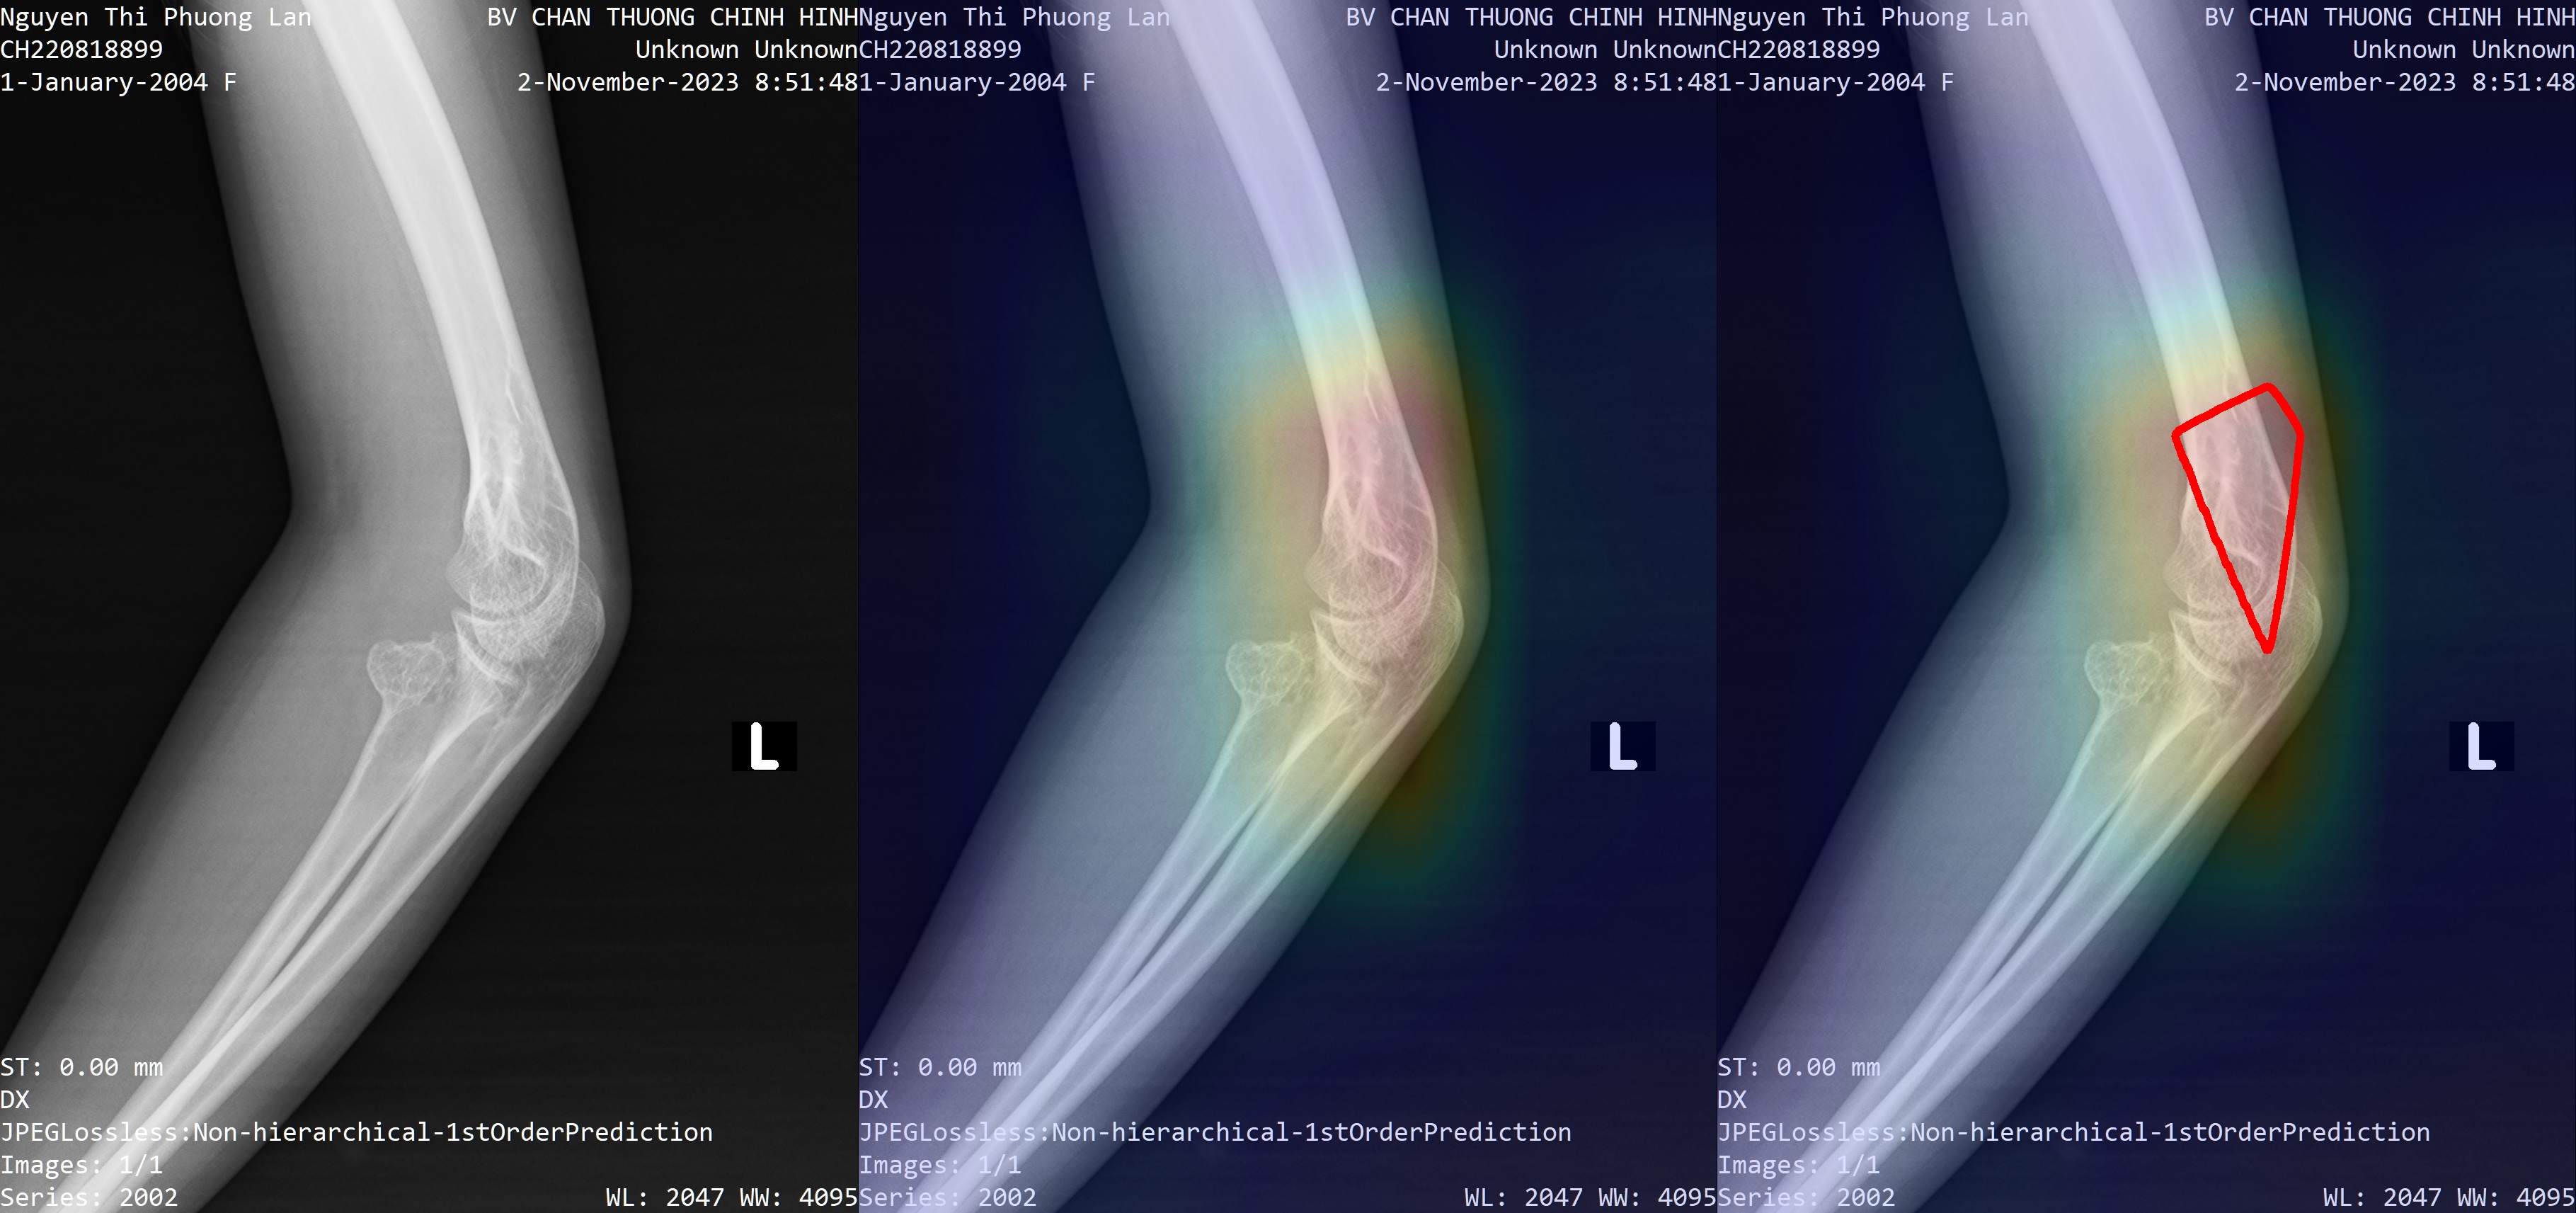 Nguyen Thi Phuong Lan
CH220818899
1-January-2004 F
BV CHAN THUONG CHINH HINH
Unknown Unknown
2-November-2023 8:51:48
L
ST: 0.00 mm
DX
JPEGLossless:Non-hierarchical-1stOrderPrediction
Images: 1/1
Series: 2002
WL: 2047 WW: 4095
Nguyen Thi Phuong Lan
CH220818899
1-January-2004 F
BV CHAN THUONG CHINH HINH
Unknown Unknown
2-November-2023 8:51:48
L
ST: 0.00 mm
DX
JPEGLossless:Non-hierarchical-1stOrderPrediction
Images: 1/1
Series: 2002
WL: 2047 WW: 4095
Nguyen Thi Phuong Lan
CH220818899
1-January-2004 F
BV CHAN THUONG CHINH HINH
Unknown Unknown
2-November-2023 8:51:48
L
ST: 0.00 mm
DX
JPEGLossless:Non-hierarchical-1stOrderPrediction
Images: 1/1
Series: 2002
WL: 2047 WW: 4095